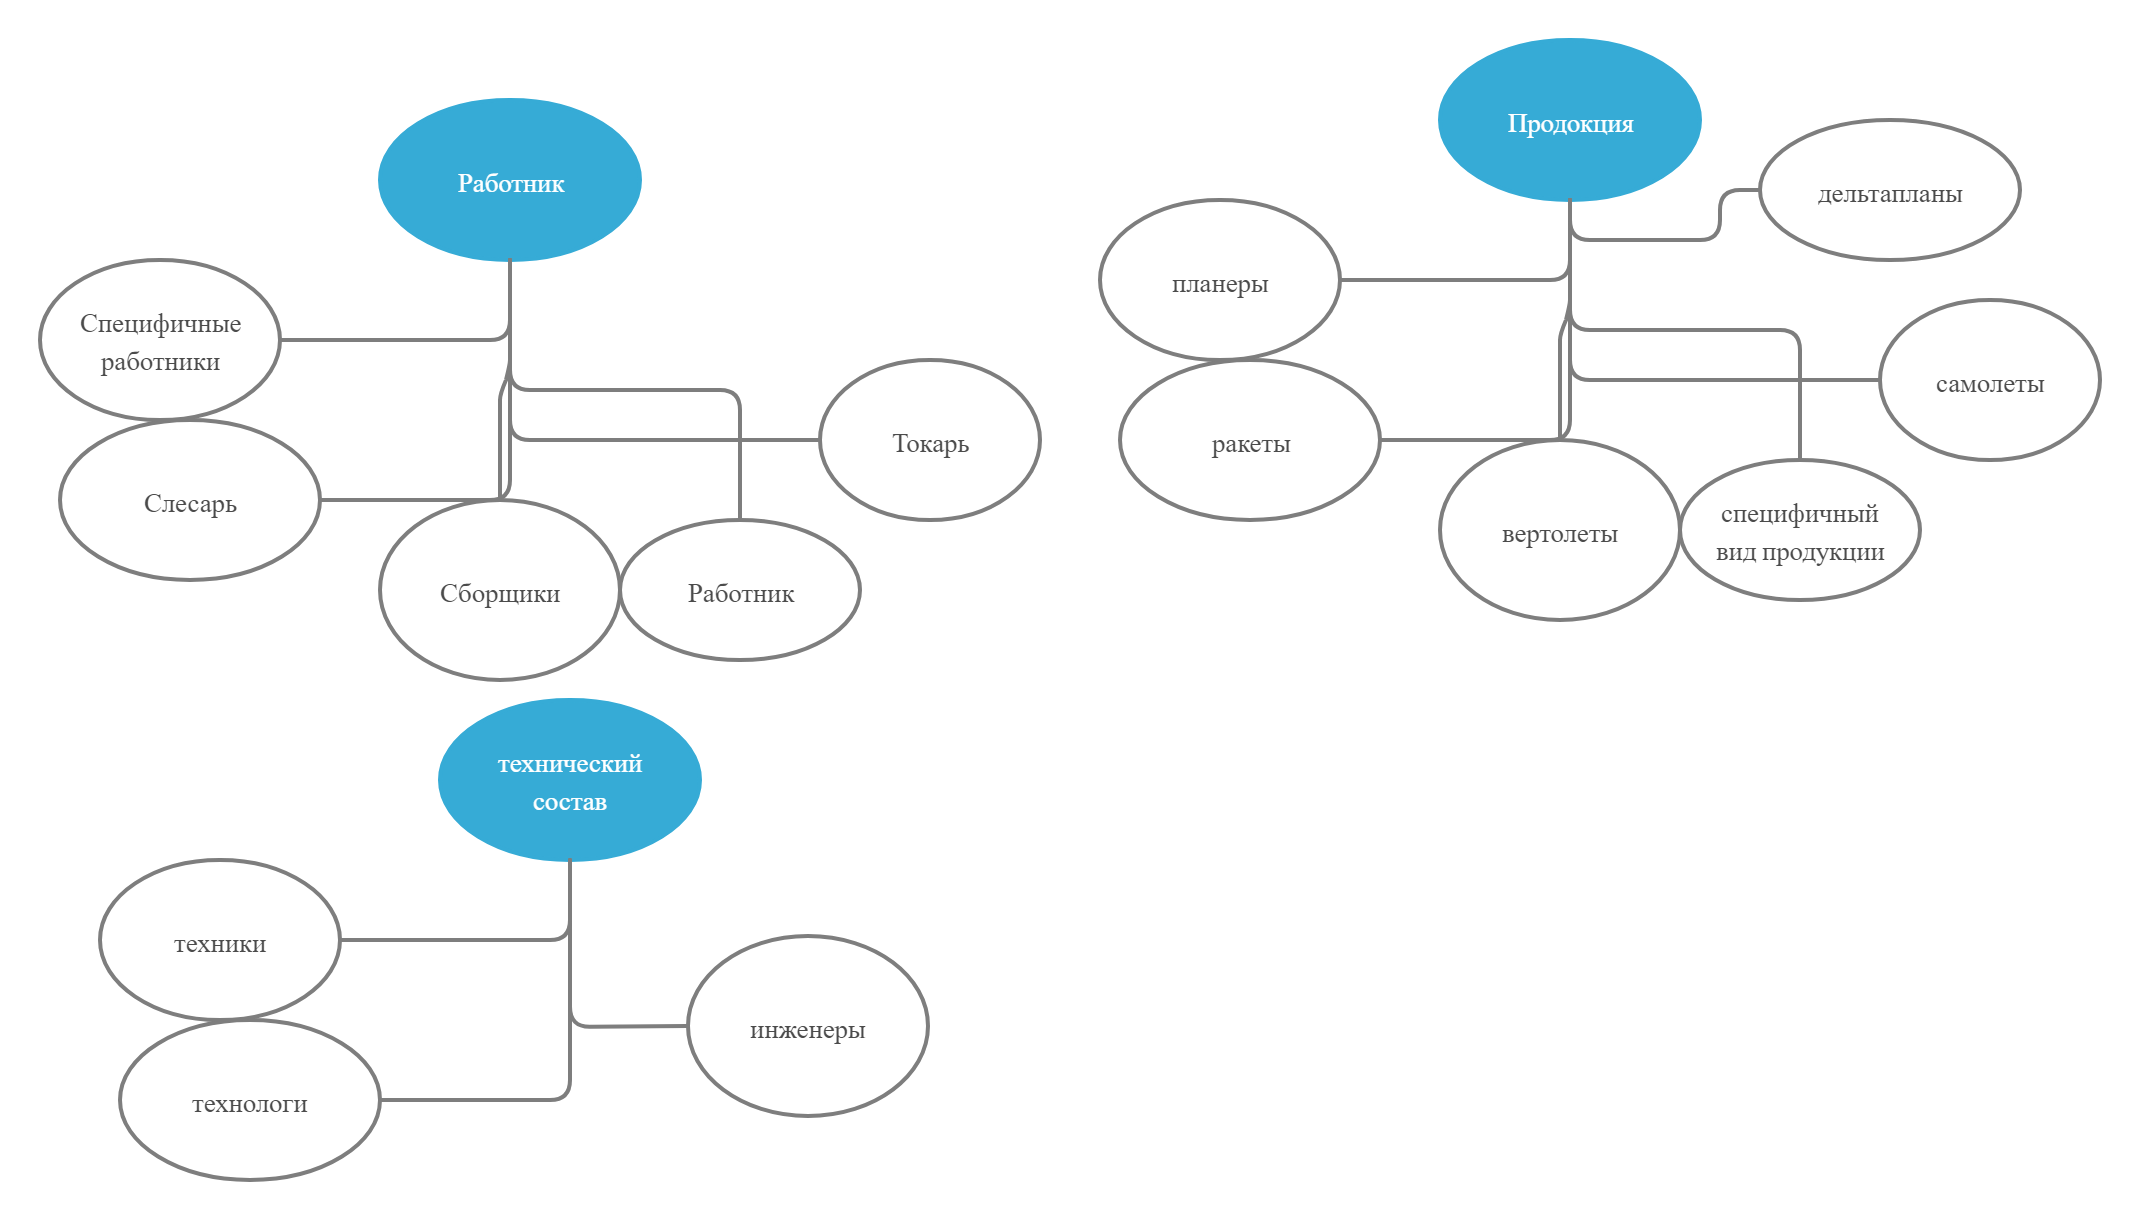 Работник
Специфичные
работники
Слесарь
Сборщики
Работник
Токарь
Продокция
дельтапланы
планеры
ракеты
вертолеты
специфичный
вид продукции
самолеты
технический
состав
техники
технологи
инженеры